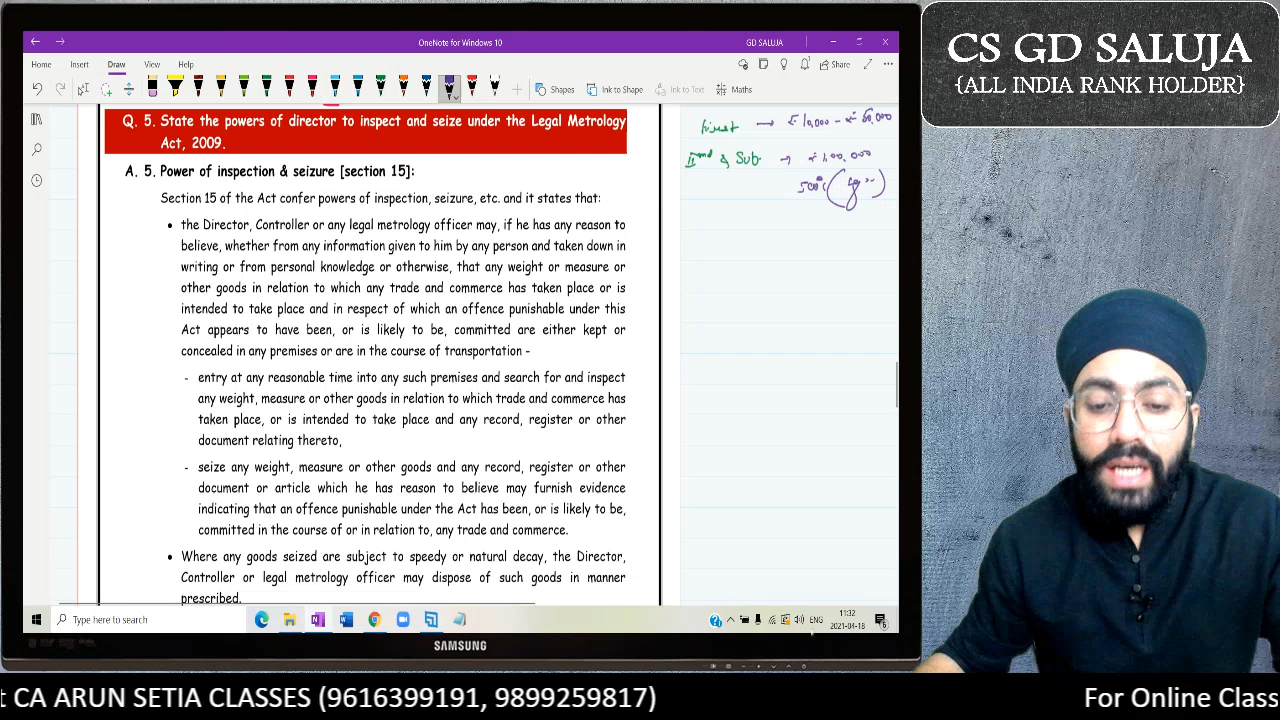 OneNote for Windows 10
GD SALUJA
Home Insert Draw View Help
Share
Shapes Ink to Shape Ink to Text Maths
CS GD SALUJA
{ALL INDIA RANK HOLDER}
Q. 5. State the powers of director to inspect and seize under the Legal Metrology
Act, 2009.
A. 5. Power of inspection & seizure [section 15]:
Section 15 of the Act confer powers of inspection, seizure, etc. and it states that:
• the Director, Controller or any legal metrology officer may, if he has any reason to
believe, whether from any information given to him by any person and taken down in
writing or from personal knowledge or otherwise, that any weight or measure or
other goods in relation to which any trade and commerce has taken place or is
intended to take place and in respect of which an offence punishable under this
Act appears to have been, or is likely to be, committed are either kept or
concealed in any premises or are in the course of transportation -
- entry at any reasonable time into any such premises and search for and inspect
any weight, measure or other goods in relation to which trade and commerce has
taken place, or is intended to take place and any record, register or other
document relating thereto,
- seize any weight, measure or other goods and any record, register or other
document or article which he has reason to believe may furnish evidence
indicating that an offence punishable under the Act has been, or is likely to be,
committed in the course of or in relation to, any trade and commerce.
• Where any goods seized are subject to speedy or natural decay, the Director,
Controller or legal metrology officer may dispose of such goods in manner
prescribed.
→ ₹ 10,000 -
IInd & Sub →
Type here to search
ENG
11:32
2021-04-18
SAMSUNG
t CA ARUN SETIA CLASSES (9616399191, 9899259817)
For Online Class